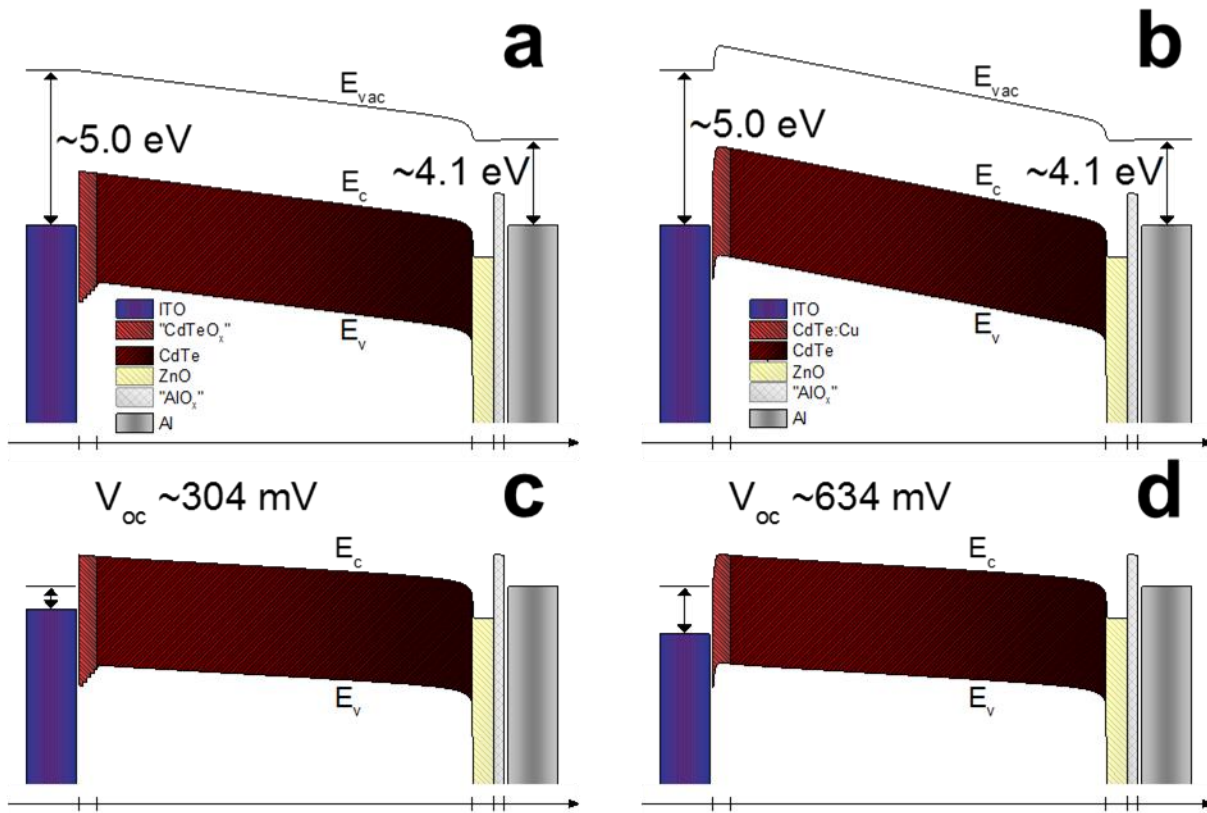 a
E_vac
~5.0 eV
E_c
~4.1 eV
ITO
"CdTeO_x"
CdTe
ZnO
"AlO_x"
Al
E_v
b
E_vac
~5.0 eV
E_c
~4.1 eV
ITO
CdTe:Cu
CdTe
ZnO
"AlO_x"
Al
E_v
V_oc ~304 mV
c
E_c
E_v
V_oc ~634 mV
d
E_c
E_v